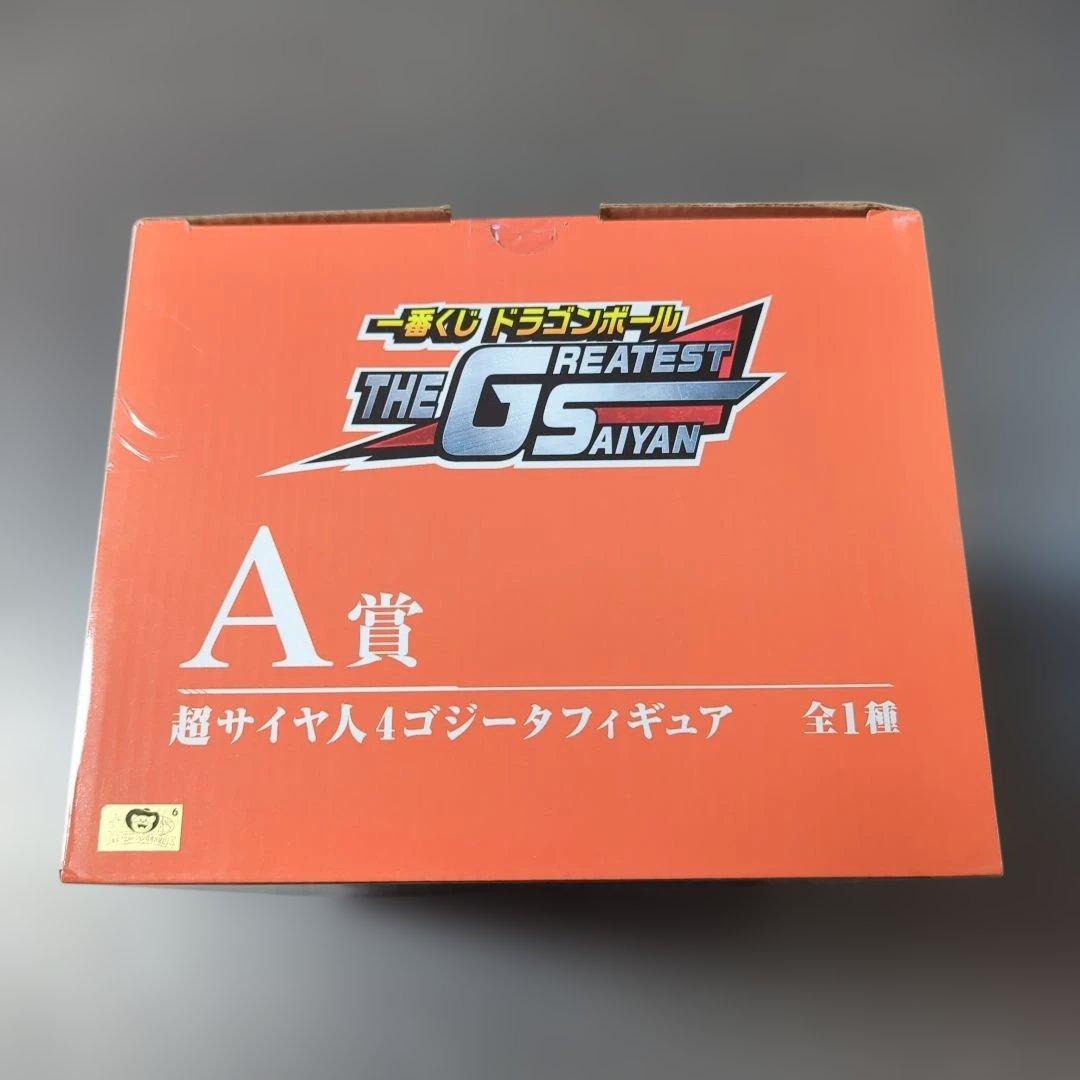 一番くじ ドラゴンボール
THE GREATEST
SAIYAN
A賞
超サイヤ人4ゴジータフィギュア 全1種
6